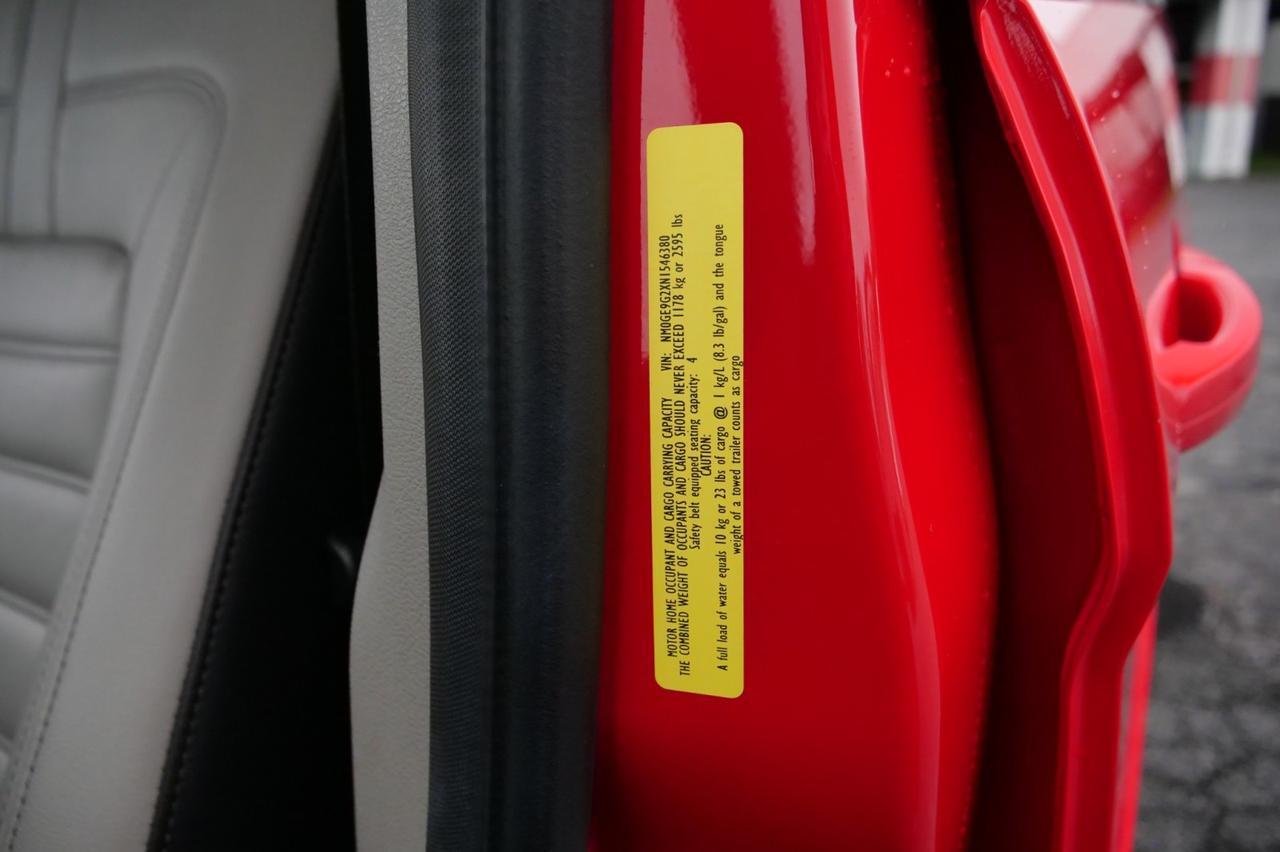 MOTOR HOME OCCUPANT AND CARGO CARRYING CAPACITY VIN: NM0GE9G2XN1546380
THE COMBINED WEIGHT OF OCCUPANTS AND CARGO SHOULD NEVER EXCEED 1178 kg or 2595 lbs
Safety belt equipped seating capacity: 4
CAUTION:
A full load of water equals 10 kg or 23 lbs of cargo @ 1 kg/L (8.3 lb/gal) and the tongue
weight of a towed trailer counts as cargo